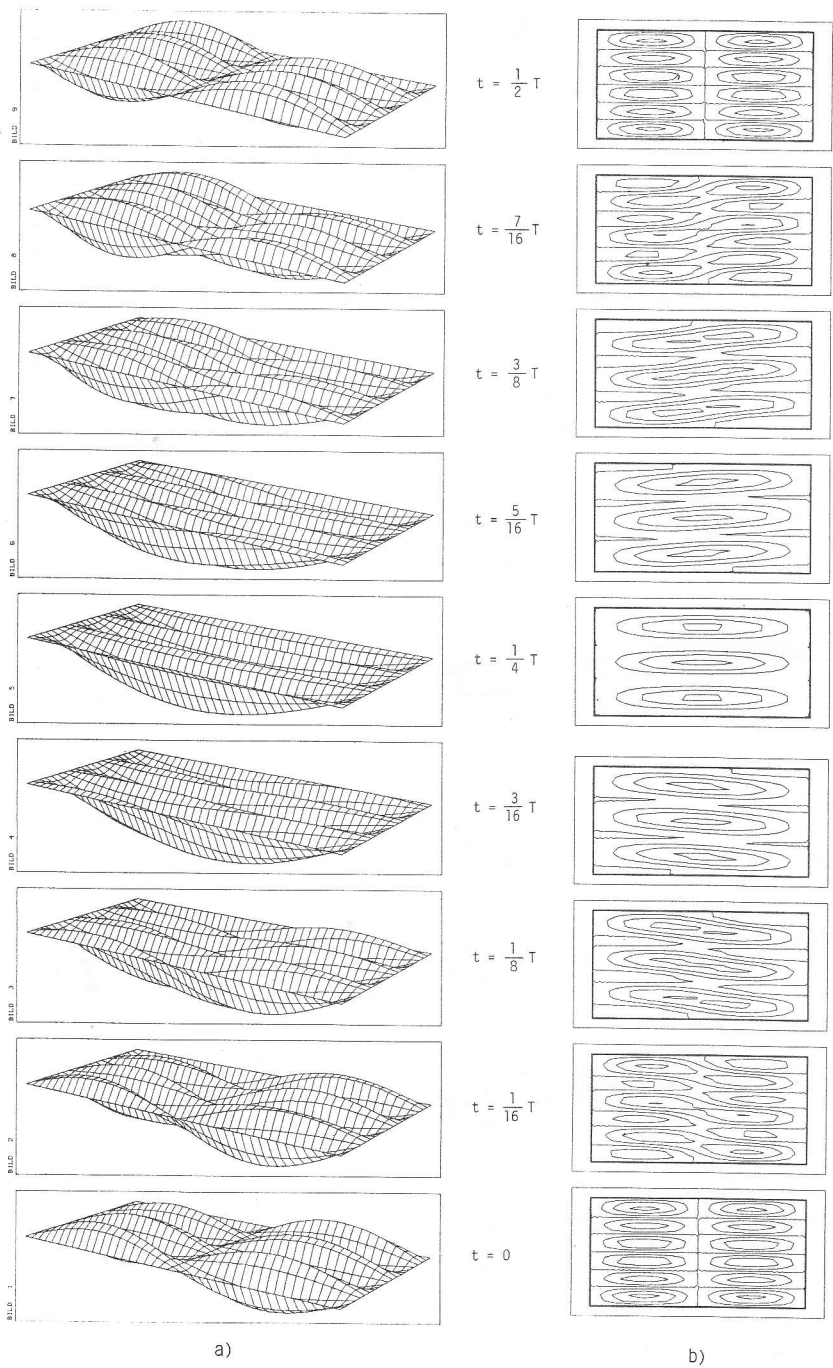 BILD 9
t = 1/2 T
BILD 8
t = 7/16 T
BILD 7
t = 3/8 T
BILD 6
t = 5/16 T
BILD 5
t = 1/4 T
BILD 4
t = 3/16 T
BILD 3
t = 1/8 T
BILD 2
t = 1/16 T
BILD 1
t = 0
a)
b)